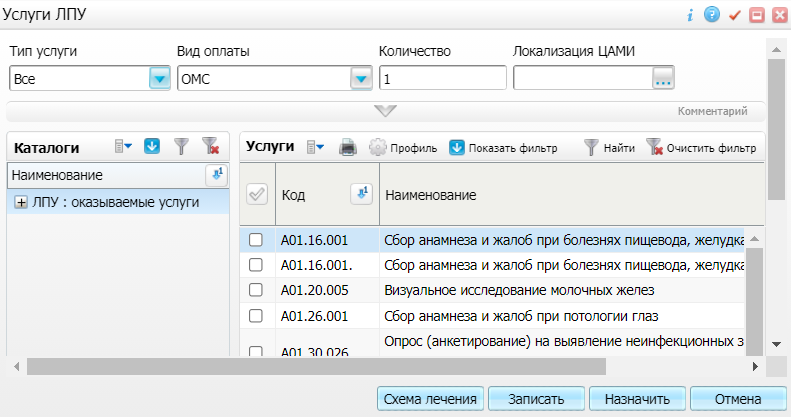 Услуги ЛПУ
Тип услуги Вид оплаты Количество Локализация ЦАМИ
Все ОМС 1 ...
Комментарий
Каталоги
Наименование
ЛПУ : оказываемые услуги
Услуги Профиль Показать фильтр Найти Очистить фильтр
Код Наименование
A01.16.001 Сбор анамнеза и жалоб при болезнях пищевода, желудка
A01.16.001. Сбор анамнеза и жалоб при болезнях пищевода, желудка
A01.20.005 Визуальное исследование молочных желез
A01.26.001 Сбор анамнеза и жалоб при потологии глаз
A01.30.026 Опрос (анкетирование) на выявление неинфекционных з
Схема лечения Записать Назначить Отмена